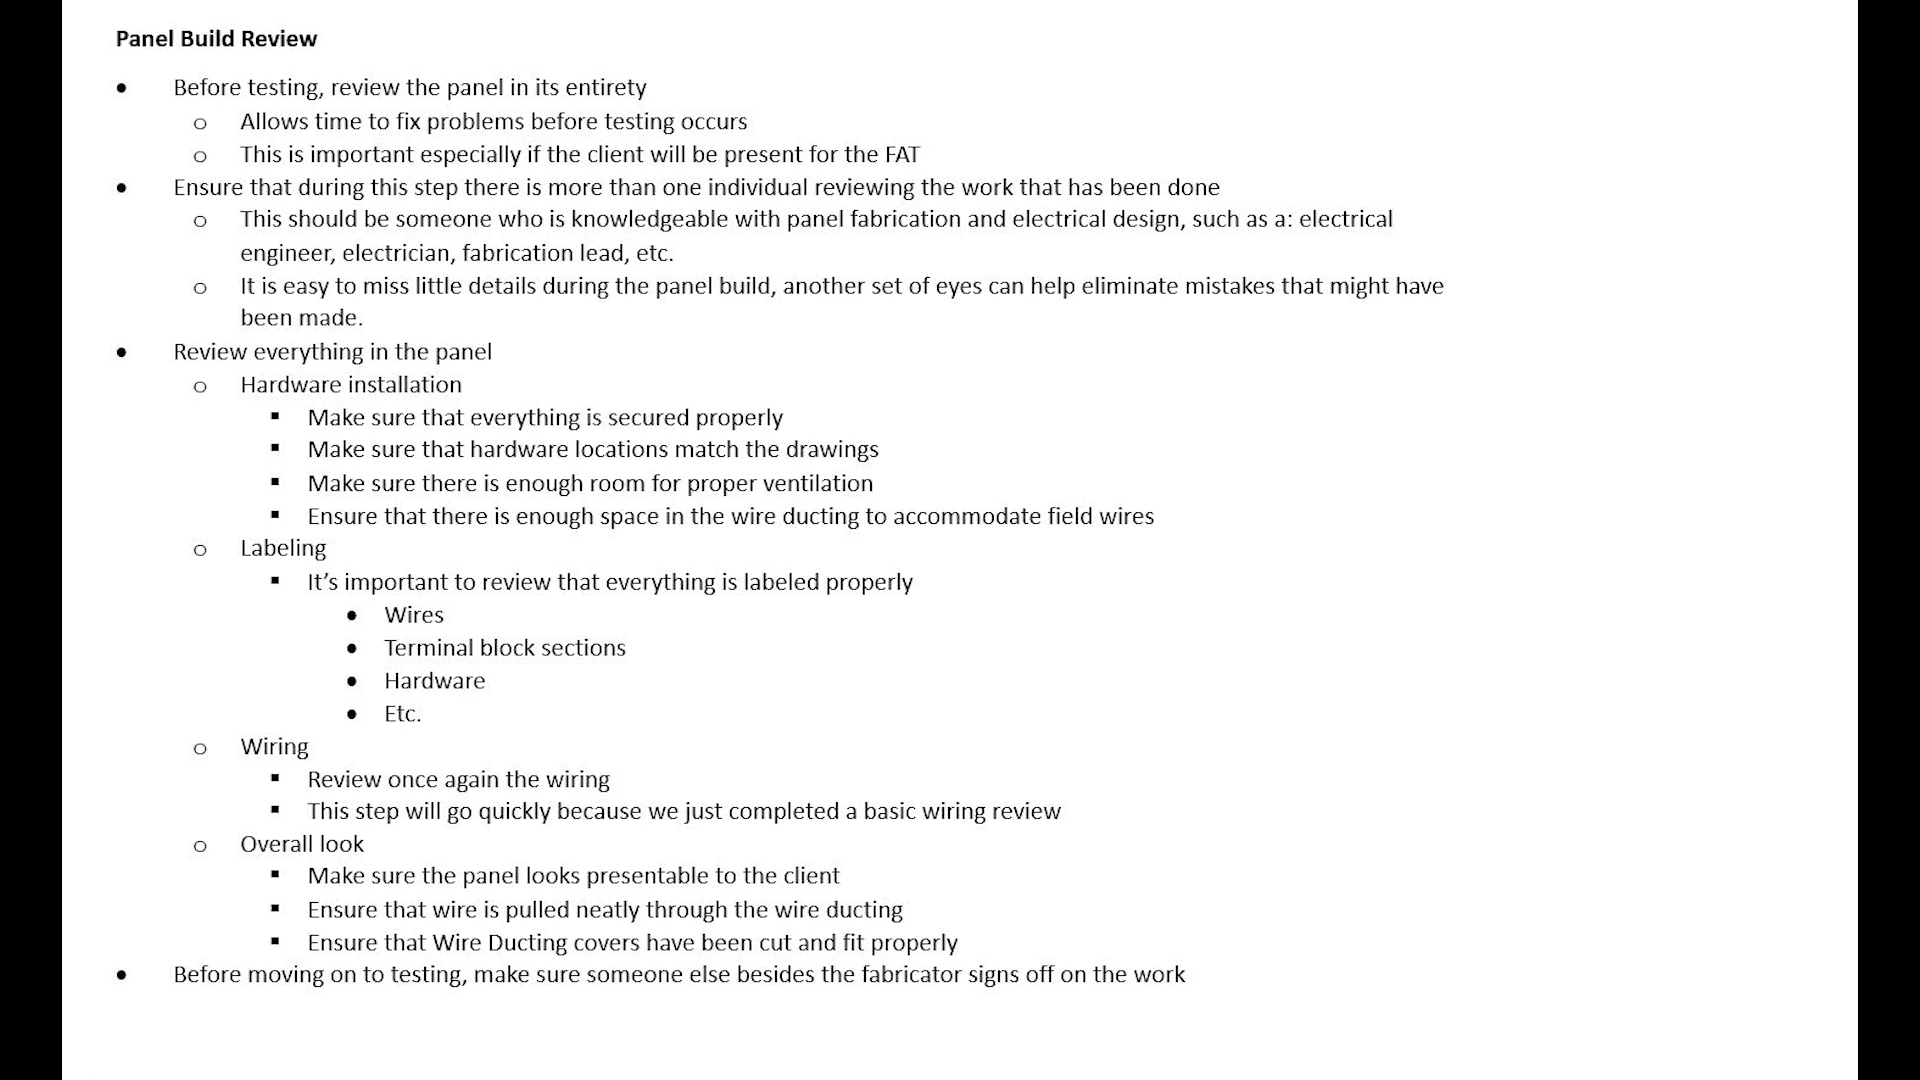 Panel Build Review
• Before testing, review the panel in its entirety
o Allows time to fix problems before testing occurs
o This is important especially if the client will be present for the FAT
• Ensure that during this step there is more than one individual reviewing the work that has been done
o This should be someone who is knowledgeable with panel fabrication and electrical design, such as a: electrical
engineer, electrician, fabrication lead, etc.
o It is easy to miss little details during the panel build, another set of eyes can help eliminate mistakes that might have
been made.
• Review everything in the panel
o Hardware installation
▪ Make sure that everything is secured properly
▪ Make sure that hardware locations match the drawings
▪ Make sure there is enough room for proper ventilation
▪ Ensure that there is enough space in the wire ducting to accommodate field wires
o Labeling
▪ It’s important to review that everything is labeled properly
• Wires
• Terminal block sections
• Hardware
• Etc.
o Wiring
▪ Review once again the wiring
▪ This step will go quickly because we just completed a basic wiring review
o Overall look
▪ Make sure the panel looks presentable to the client
▪ Ensure that wire is pulled neatly through the wire ducting
▪ Ensure that Wire Ducting covers have been cut and fit properly
• Before moving on to testing, make sure someone else besides the fabricator signs off on the work